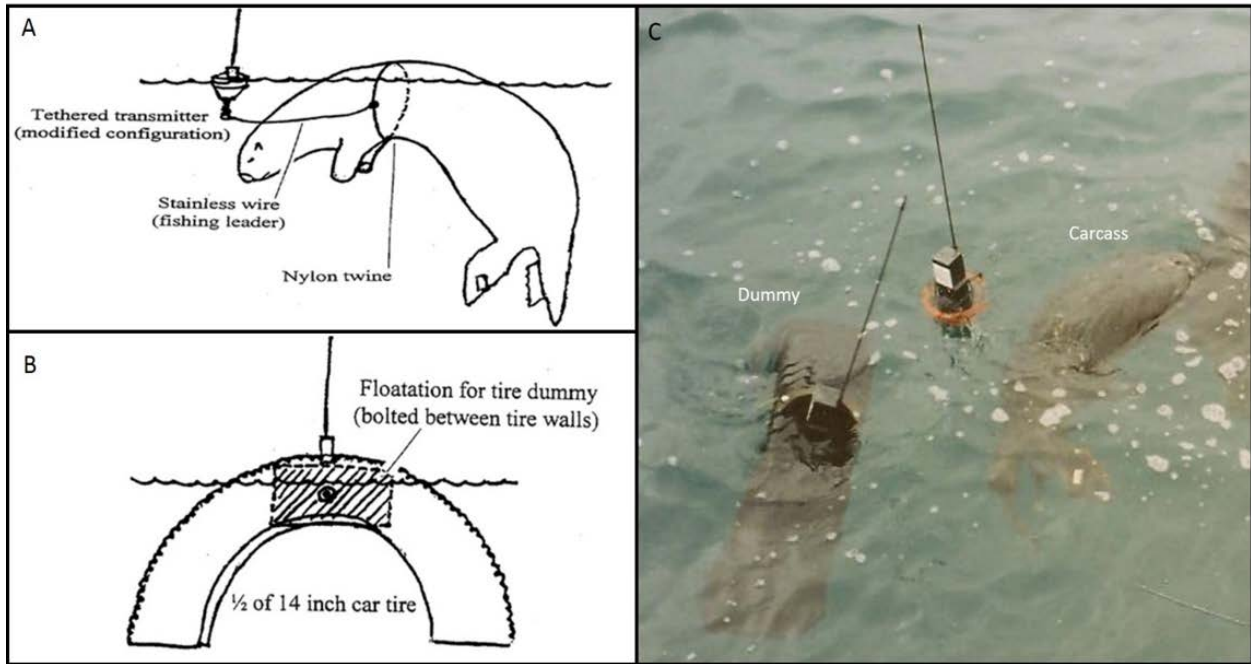 A
Tethered transmitter
(modified configuration)
Stainless wire
(fishing leader)
Nylon twine
B
Floatation for tire dummy
(bolted between tire walls)
½ of 14 inch car tire
C
Carcass
Dummy